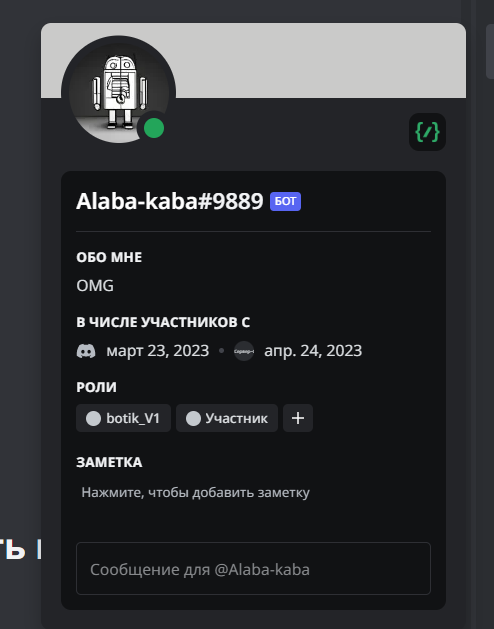 {/}
Alaba-kaba#9889 БОТ
ОБО МНЕ
OMG
В ЧИСЛЕ УЧАСТНИКОВ С
март 23, 2023 • апр. 24, 2023
РОЛИ
botik_V1 Участник +
ЗАМЕТКА
Нажмите, чтобы добавить заметку
ть
Сообщение для @Alaba-kaba